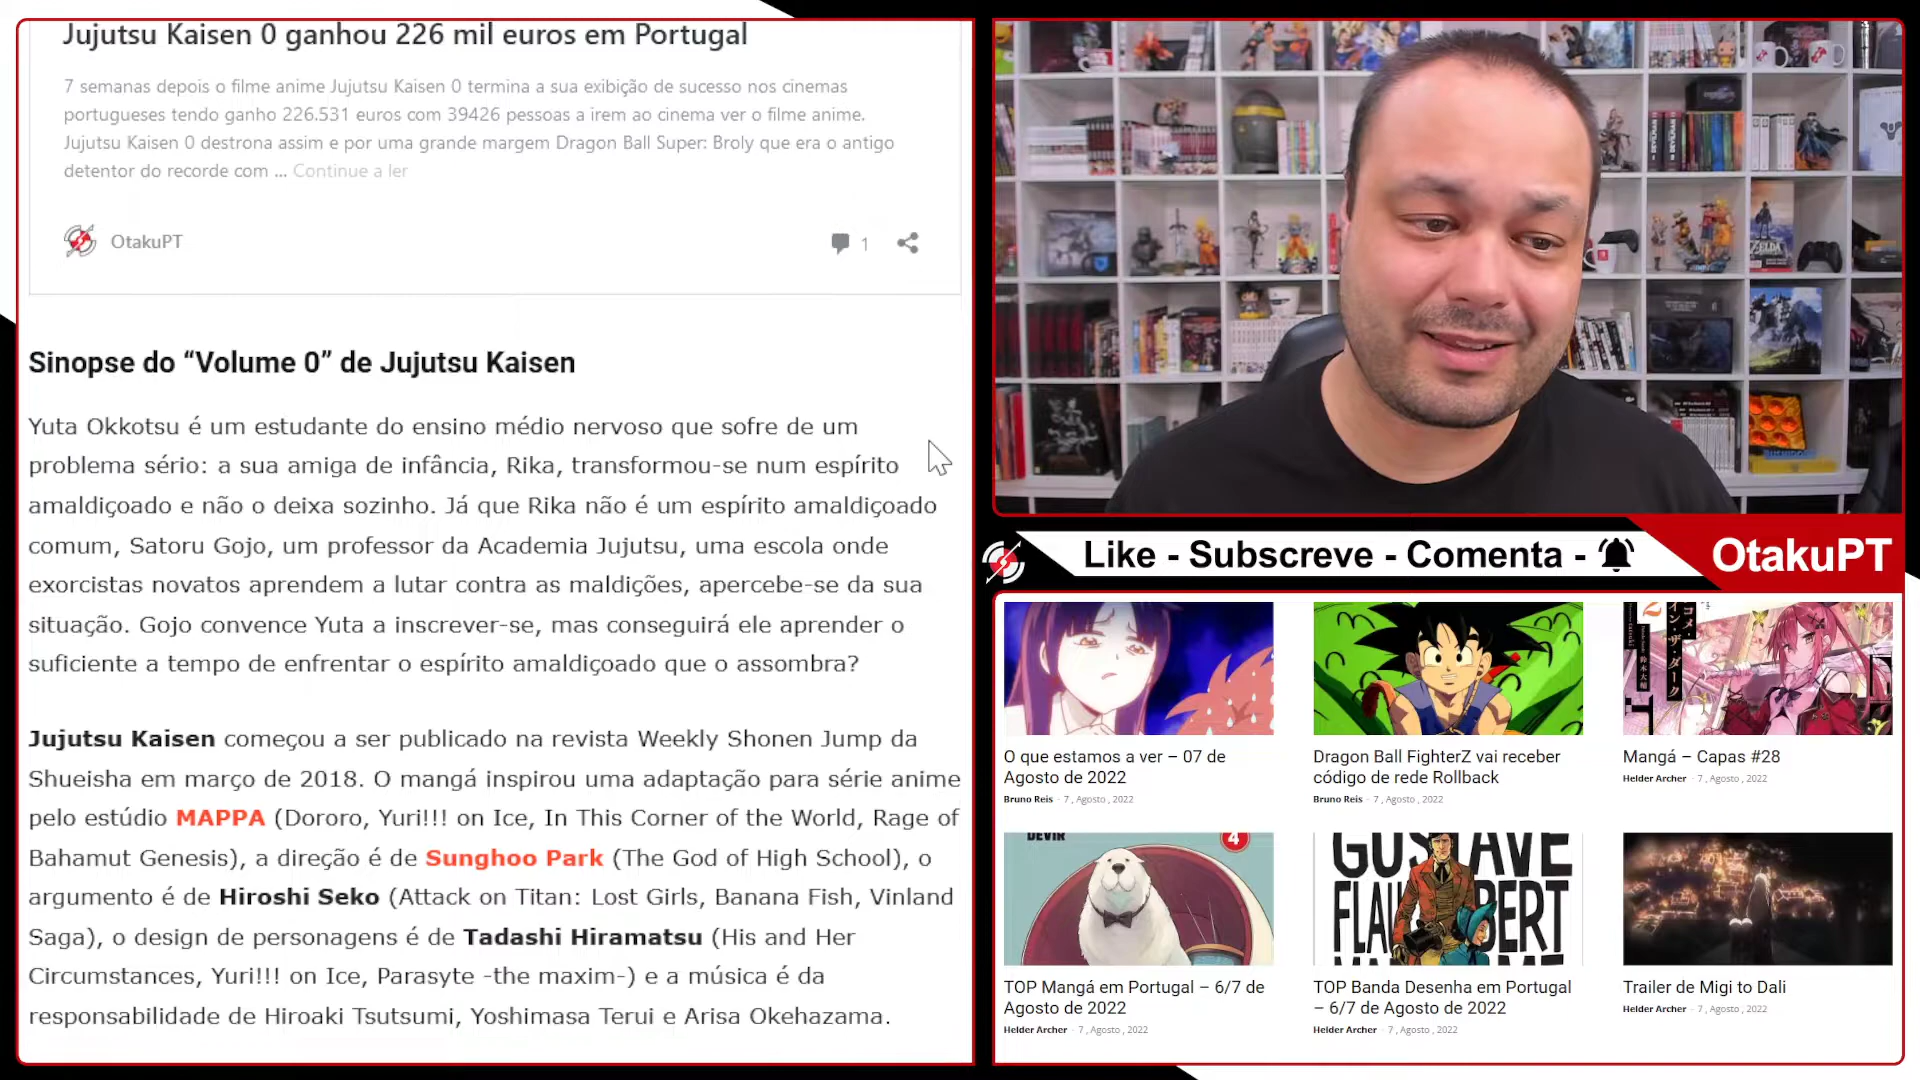 Jujutsu Kaisen 0 ganhou 226 mil euros em Portugal
7 semanas depois o filme anime Jujutsu Kaisen 0 termina a sua exibição de sucesso nos cinemas
portugueses tendo ganho 226.531 euros com 39426 pessoas a irem ao cinema ver o filme anime.
Jujutsu Kaisen 0 destrona assim e por uma grande margem Dragon Ball Super: Broly que era o antigo
detentor do recorde com ... Continue a ler
OtakuPT
1
Sinopse do “Volume 0” de Jujutsu Kaisen
Yuta Okkotsu é um estudante do ensino médio nervoso que sofre de um
problema sério: a sua amiga de infância, Rika, transformou-se num espírito
amaldiçoado e não o deixa sozinho. Já que Rika não é um espírito amaldiçoado
comum, Satoru Gojo, um professor da Academia Jujutsu, uma escola onde
exorcistas novatos aprendem a lutar contra as maldições, apercebe-se da sua
situação. Gojo convence Yuta a inscrever-se, mas conseguirá ele aprender o
suficiente a tempo de enfrentar o espírito amaldiçoado que o assombra?
Jujutsu Kaisen começou a ser publicado na revista Weekly Shonen Jump da
Shueisha em março de 2018. O mangá inspirou uma adaptação para série anime
pelo estúdio MAPPA (Dororo, Yuri!!! on Ice, In This Corner of the World, Rage of
Bahamut Genesis), a direção é de Sunghoo Park (The God of High School), o
argumento é de Hiroshi Seko (Attack on Titan: Lost Girls, Banana Fish, Vinland
Saga), o design de personagens é de Tadashi Hiramatsu (His and Her
Circumstances, Yuri!!! on Ice, Parasyte -the maxim-) e a música é da
responsabilidade de Hiroaki Tsutsumi, Yoshimasa Terui e Arisa Okehazama.
ZELDA
Like - Subscreve - Comenta -
OtakuPT
O que estamos a ver – 07 de
Agosto de 2022
Bruno Reis - 7 , Agosto , 2022
Dragon Ball FighterZ vai receber
código de rede Rollback
Bruno Reis - 7 , Agosto , 2022
Mangá – Capas #28
Helder Archer - 7 , Agosto , 2022
DEVIR
4
TOP Mangá em Portugal – 6/7 de
Agosto de 2022
Helder Archer - 7 , Agosto , 2022
GUSTAVE
FLAUBERT
TOP Banda Desenha em Portugal
– 6/7 de Agosto de 2022
Helder Archer - 7 , Agosto , 2022
Trailer de Migi to Dali
Helder Archer - 7 , Agosto , 2022